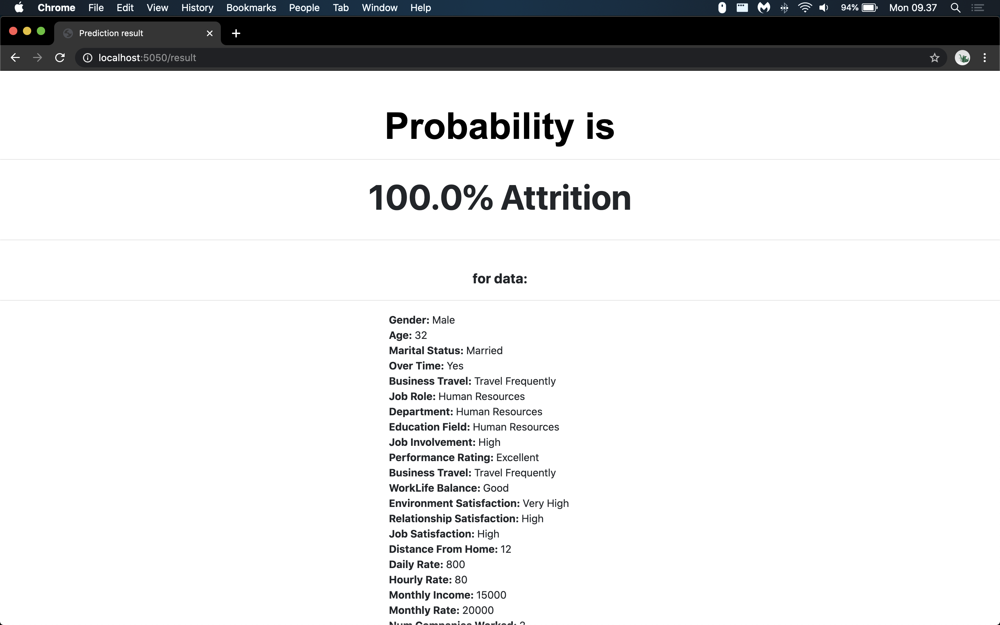 Chrome File Edit View History Bookmarks People Tab Window Help 94% Mon 09.37
Prediction result
localhost:5050/result
Probability is
100.0% Attrition
for data:
Gender: Male
Age: 32
Marital Status: Married
Over Time: Yes
Business Travel: Travel Frequently
Job Role: Human Resources
Department: Human Resources
Education Field: Human Resources
Job Involvement: High
Performance Rating: Excellent
Business Travel: Travel Frequently
WorkLife Balance: Good
Environment Satisfaction: Very High
Relationship Satisfaction: High
Job Satisfaction: High
Distance From Home: 12
Daily Rate: 800
Hourly Rate: 80
Monthly Income: 15000
Monthly Rate: 20000
Num Companies Worked: